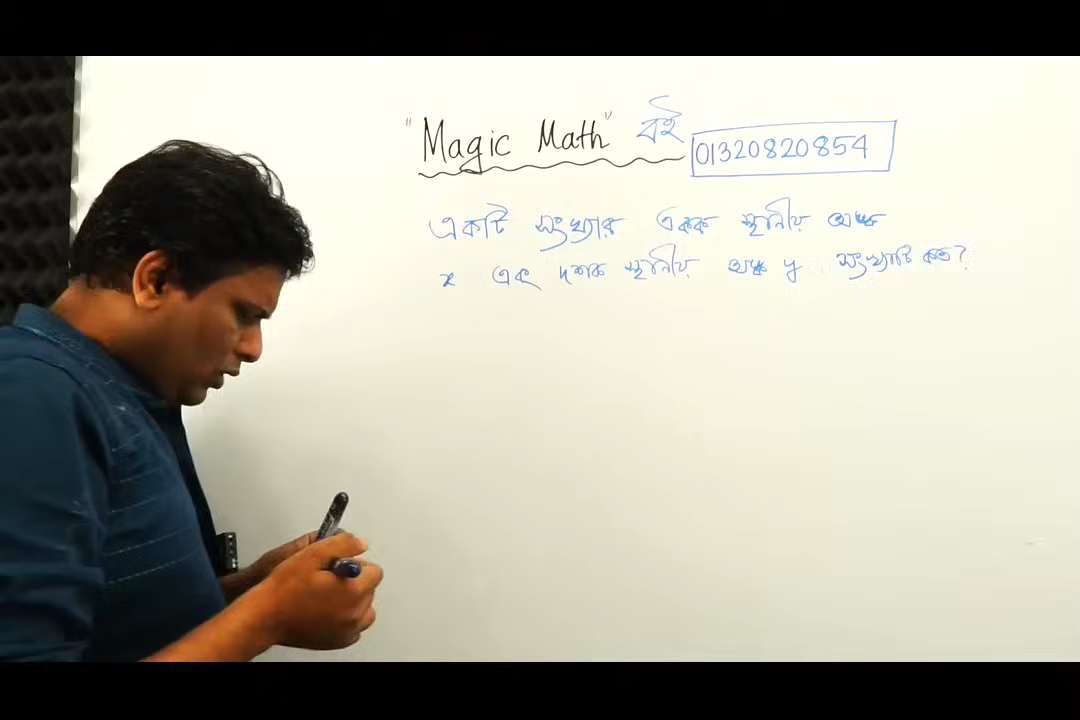 "Magic Math" বই 01320820854
একটি সংখ্যার একক স্থানীয় অঙ্ক
x এবং দশক স্থানীয় অঙ্ক y সংখ্যাটি কত?